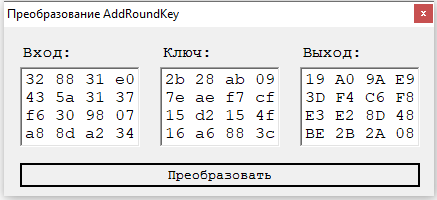 Преобразование AddRoundKey
Вход: Ключ: Выход:
32 88 31 e0 2b 28 ab 09 19 A0 9A E9
43 5a 31 37 7e ae f7 cf 3D F4 C6 F8
f6 30 98 07 15 d2 15 4f E3 E2 8D 48
a8 8d a2 34 16 a6 88 3c BE 2B 2A 08
Преобразовать